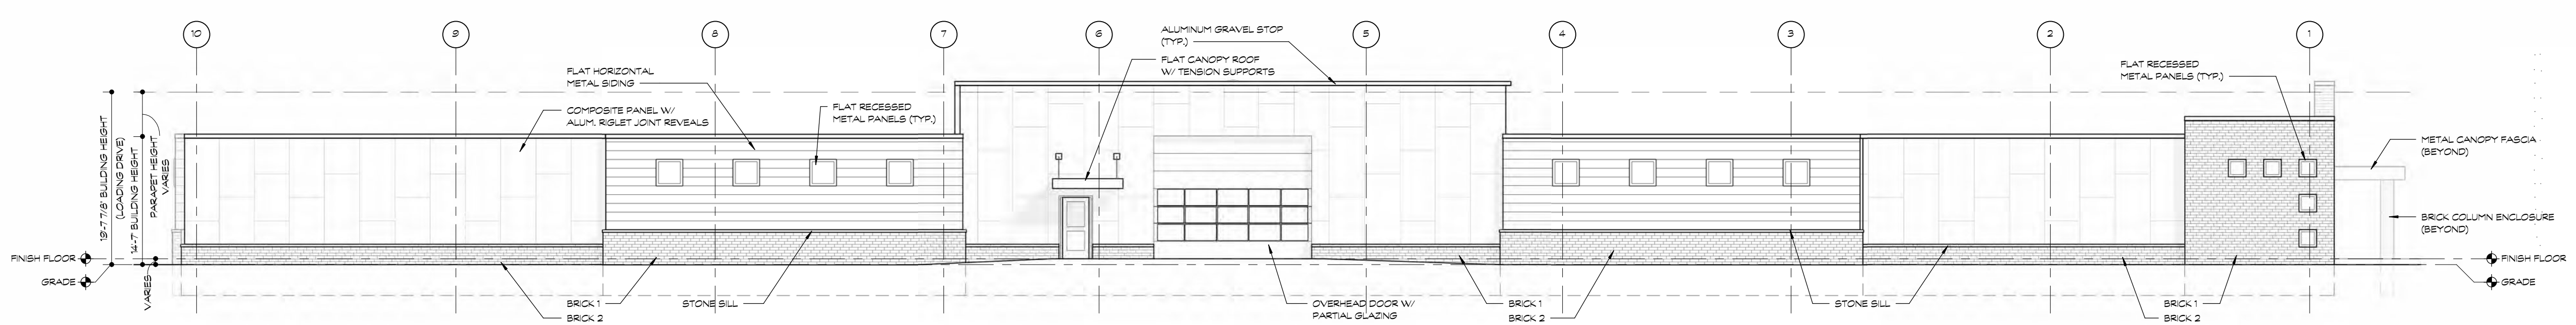 10
9
8
7
6
5
4
3
2
1
ALUMINUM GRAVEL STOP
(TYP.)
FLAT CANOPY ROOF
W/ TENSION SUPPORTS
FLAT HORIZONTAL
METAL SIDING
FLAT RECESSED
METAL PANELS (TYP.)
COMPOSITE PANEL W/
ALUM. RIGLET JOINT REVEALS
FLAT RECESSED
METAL PANELS (TYP.)
METAL CANOPY FASCIA
(BEYOND)
BRICK COLUMN ENCLOSURE
(BEYOND)
19'-7 7/8" BUILDING HEIGHT
(LOADING DRIVE)
14'-7" BUILDING HEIGHT
PARAPET HEIGHT
VARIES
FINISH FLOOR
GRADE
VARIES
BRICK 1
BRICK 2
STONE SILL
OVERHEAD DOOR W/
PARTIAL GLAZING
BRICK 1
BRICK 2
STONE SILL
BRICK 1
BRICK 2
FINISH FLOOR
GRADE